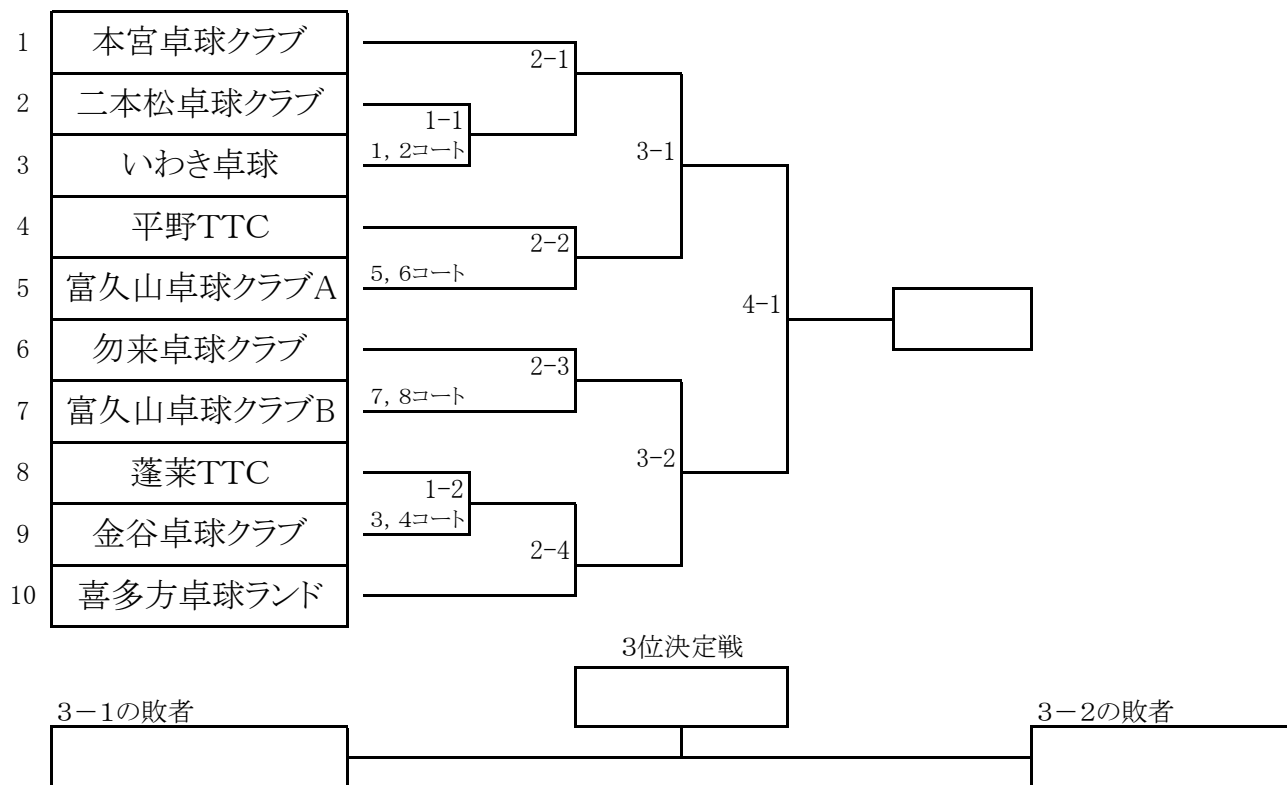 1 本宮卓球クラブ
2-1
2 二本松卓球クラブ
1-1
1，2コート
3 いわき卓球
3-1
4 平野TTC
2-2
5，6コート
5 富久山卓球クラブA
4-1
6 勿来卓球クラブ
2-3
7，8コート
7 富久山卓球クラブB
3-2
8 蓬莱TTC
1-2
3，4コート
9 金谷卓球クラブ
2-4
10 喜多方卓球ランド
3位決定戦
3－1の敗者
3－2の敗者